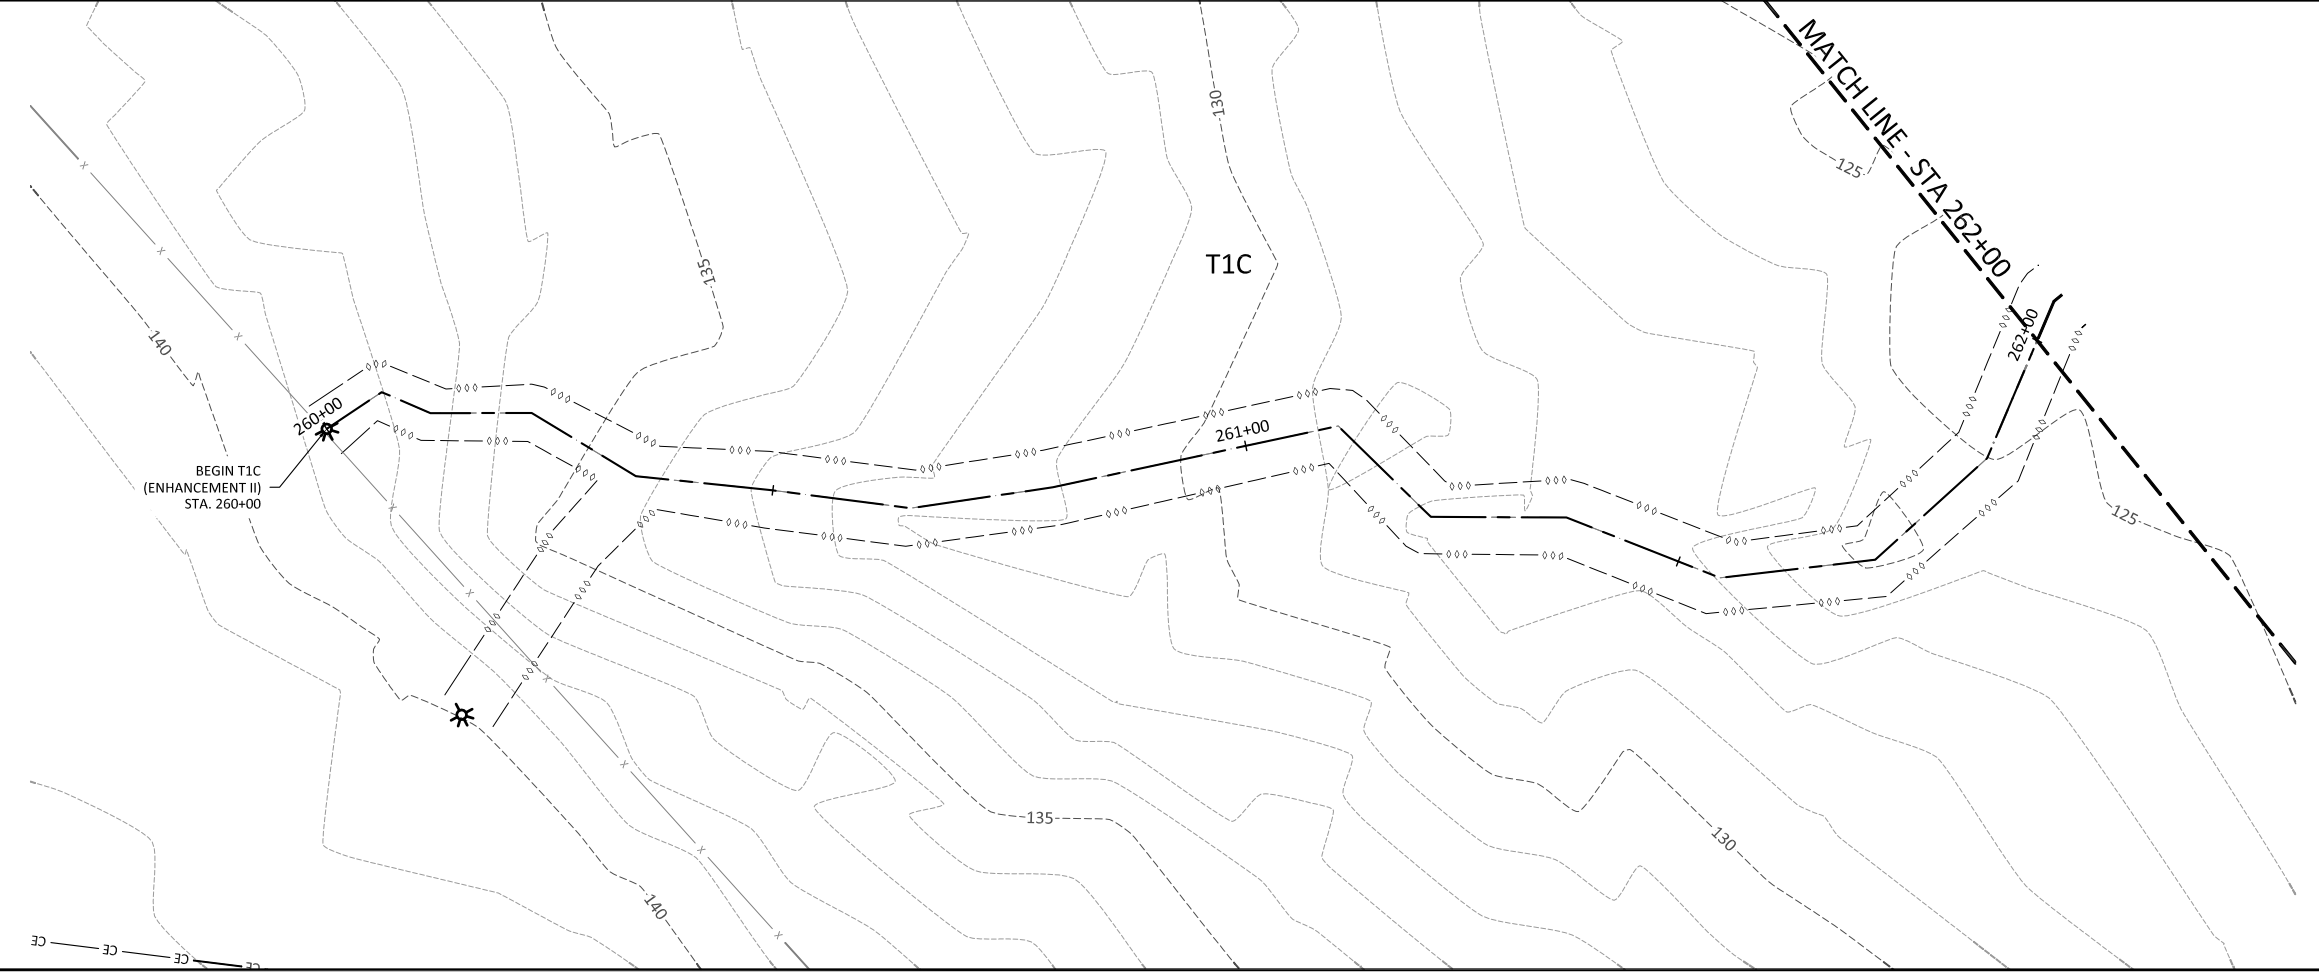 MATCH LINE - STA 262+00
130
125
135
T1C
262+00
140
260+00
261+00
BEGIN T1C
(ENHANCEMENT II)
STA. 260+00
125
135
130
140
x
x
x
x
x
x
x
x
x
x
CE
CE
CE
CE